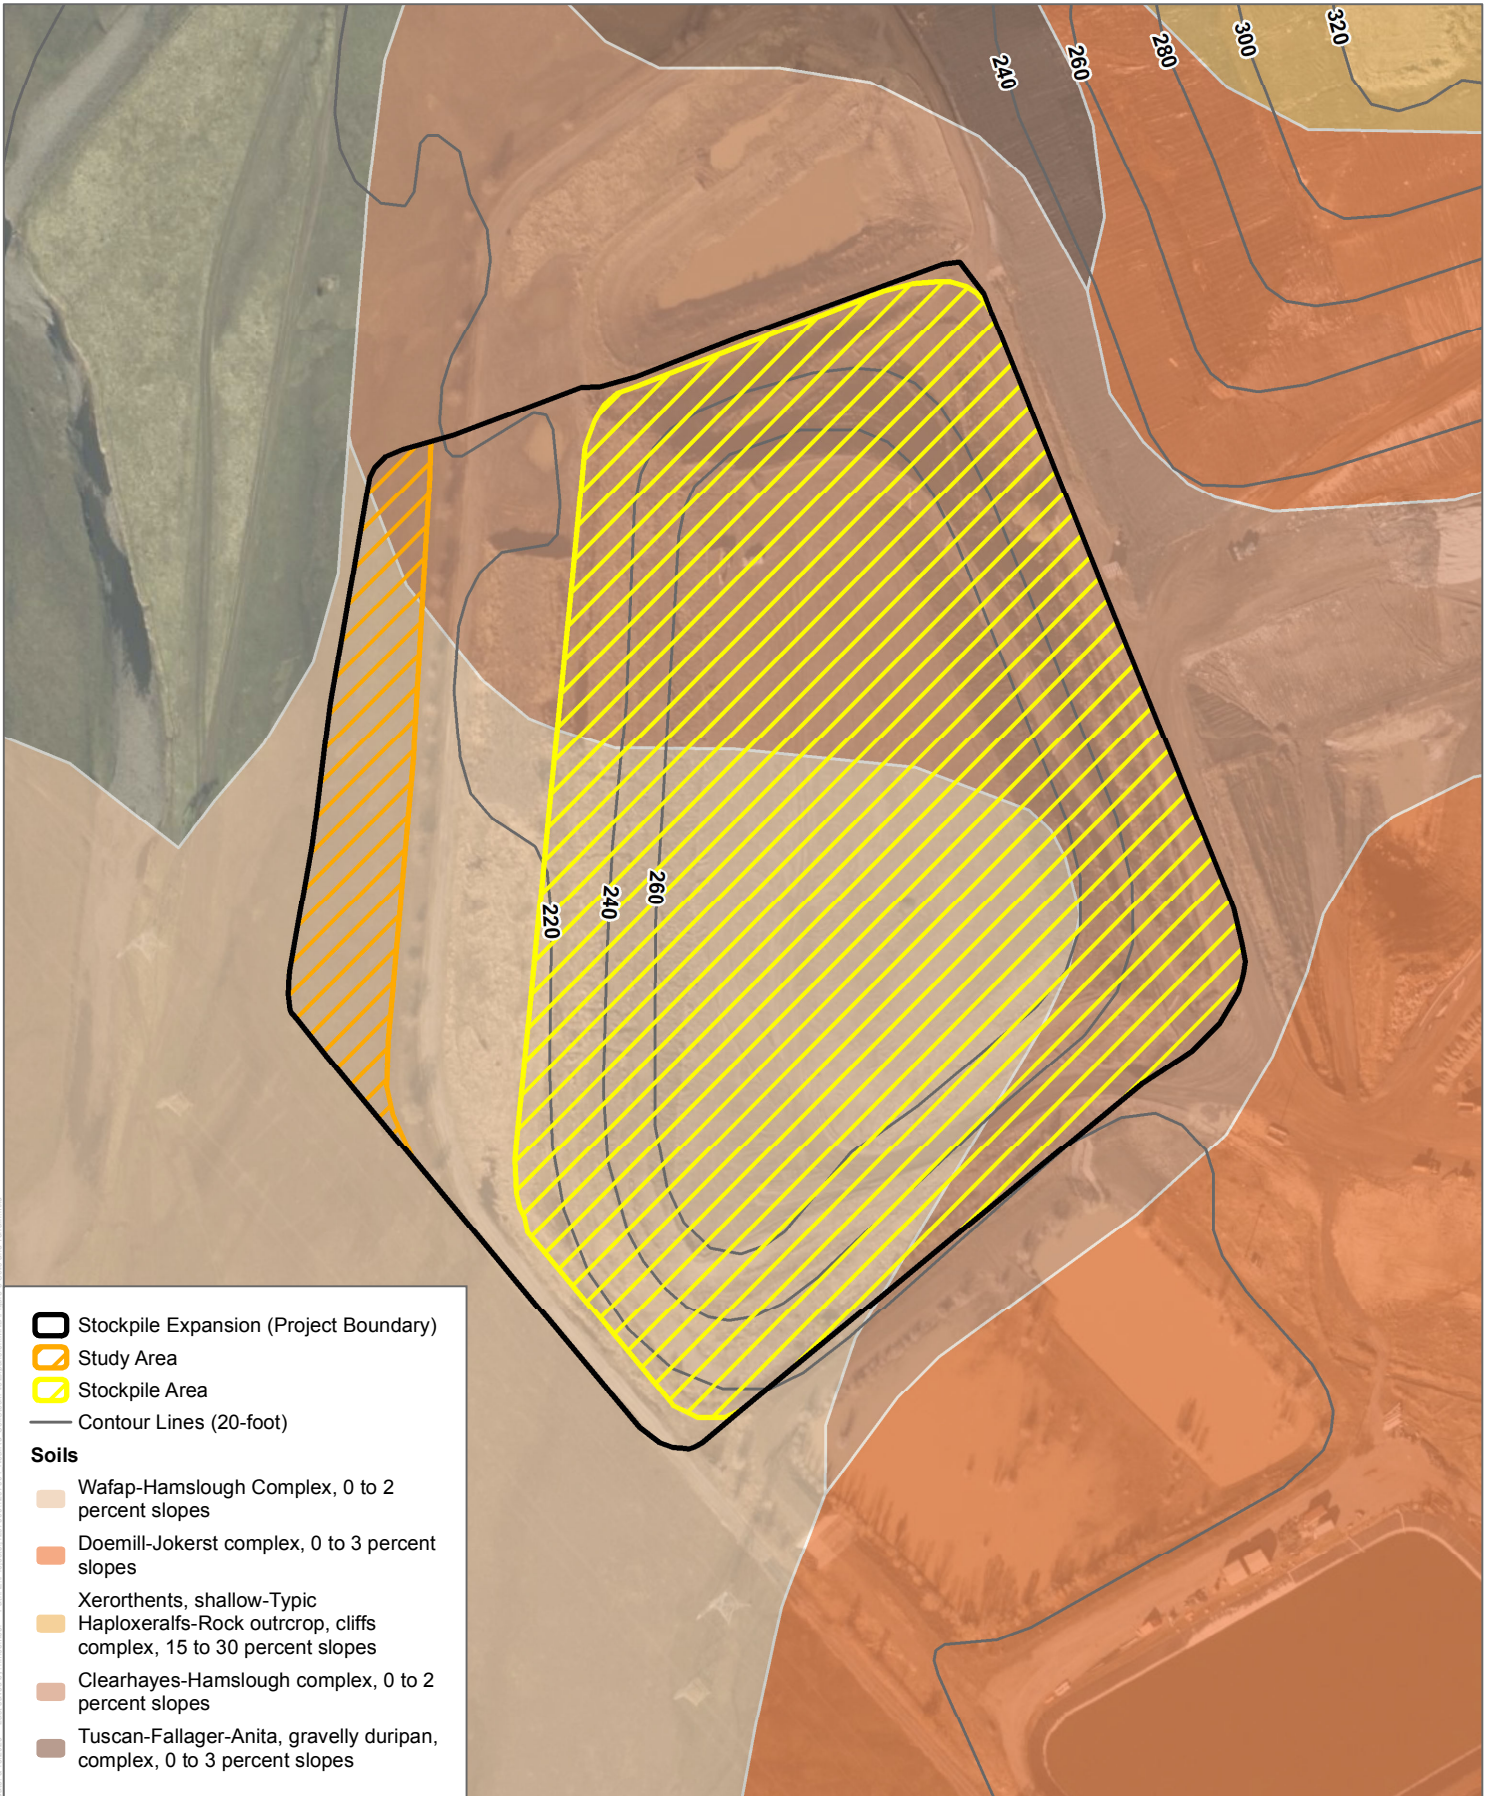 240
260
280
300
320
220
240
260
Stockpile Expansion (Project Boundary)
Study Area
Stockpile Area
Contour Lines (20-foot)
Soils
Wafap-Hamslough Complex, 0 to 2
percent slopes
Doemill-Jokerst complex, 0 to 3 percent
slopes
Xerorthents, shallow-Typic
Haploxeralfs-Rock outrcrop, cliffs
complex, 15 to 30 percent slopes
Clearhayes-Hamslough complex, 0 to 2
percent slopes
Tuscan-Fallager-Anita, gravelly duripan,
complex, 0 to 3 percent slopes